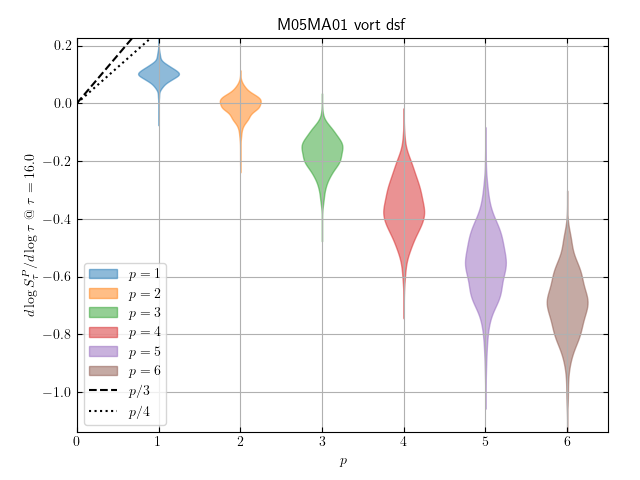 M05MA01 vort dsf
d log S_τ^P / d log τ @ τ = 16.0
0.2
0.0
−0.2
−0.4
−0.6
−0.8
−1.0
p = 1
p = 2
p = 3
p = 4
p = 5
p = 6
p/3
p/4
0 1 2 3 4 5 6
p